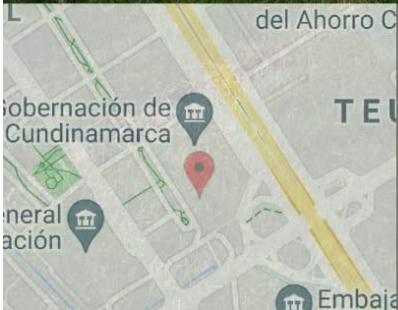 L
del Ahorro C
Gobernación de
Cundinamarca
TEU
eneral
ación
Embaja